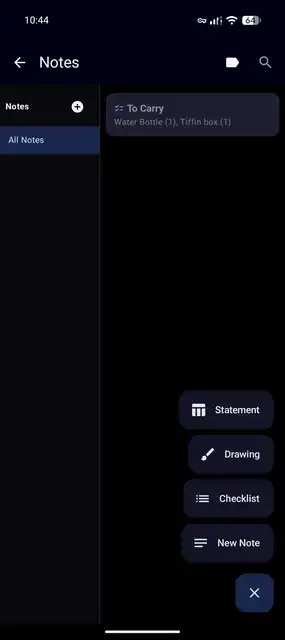 10:44
64
Notes
Notes
All Notes
To Carry
Water Bottle (1), Tiffin box (1)
Statement
Drawing
Checklist
New Note